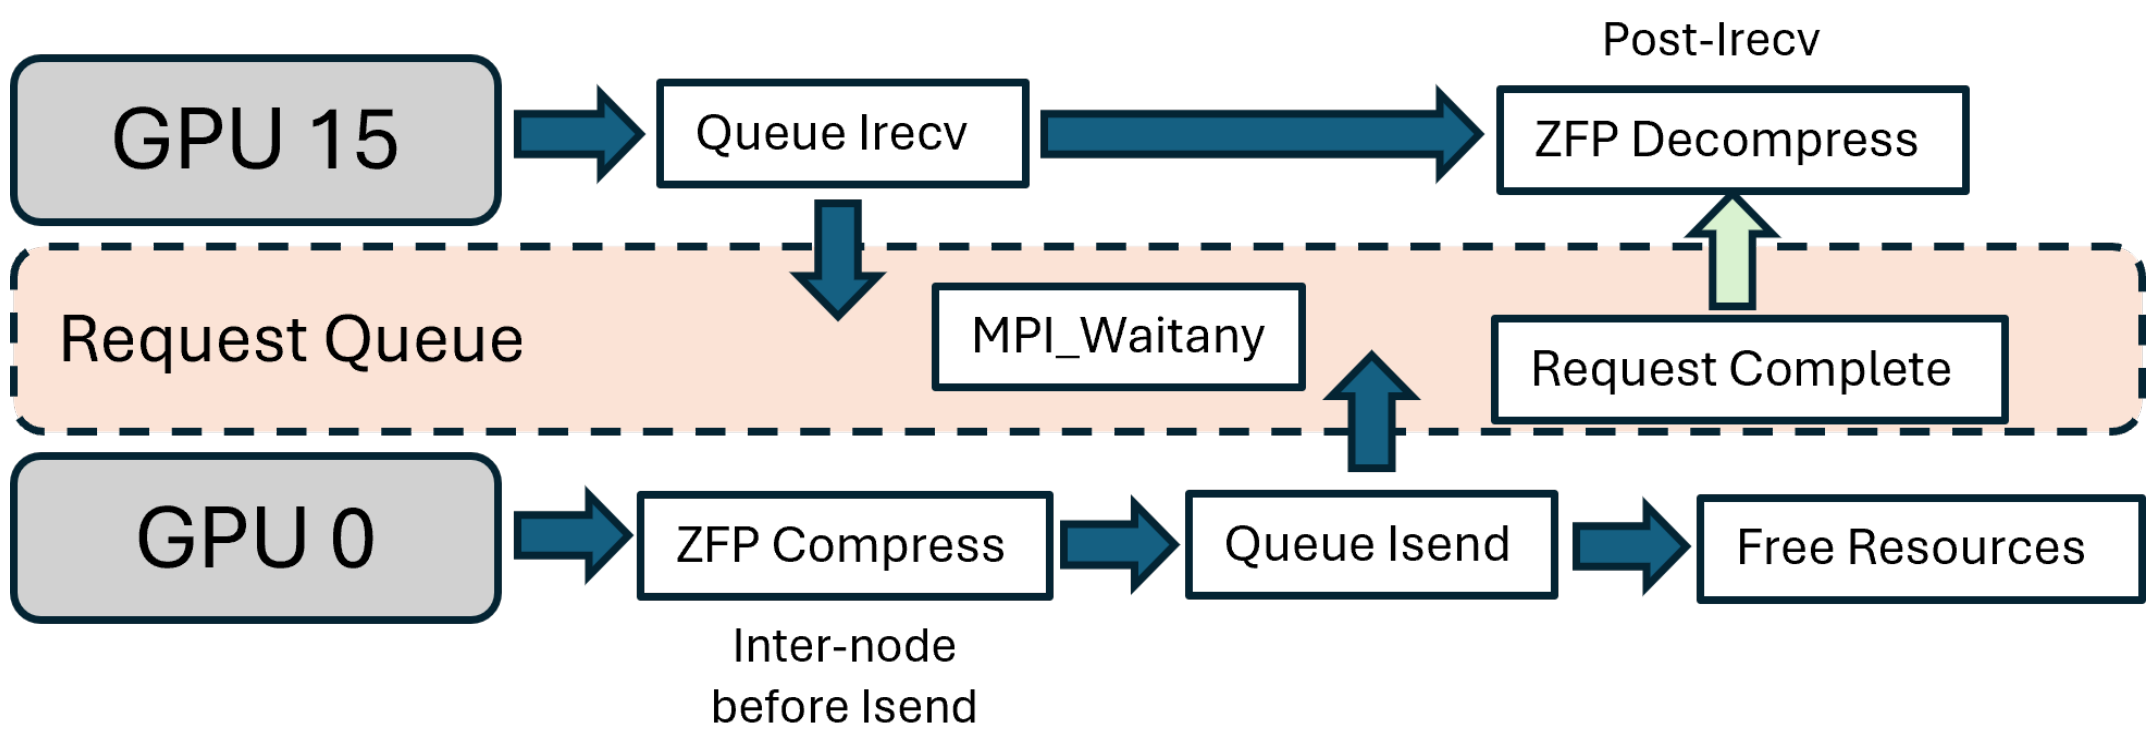 Post-Irecv
GPU 15
Queue Irecv
ZFP Decompress
Request Queue
MPI_Waitany
Request Complete
GPU 0
ZFP Compress
Queue Isend
Free Resources
Inter-node
before Isend